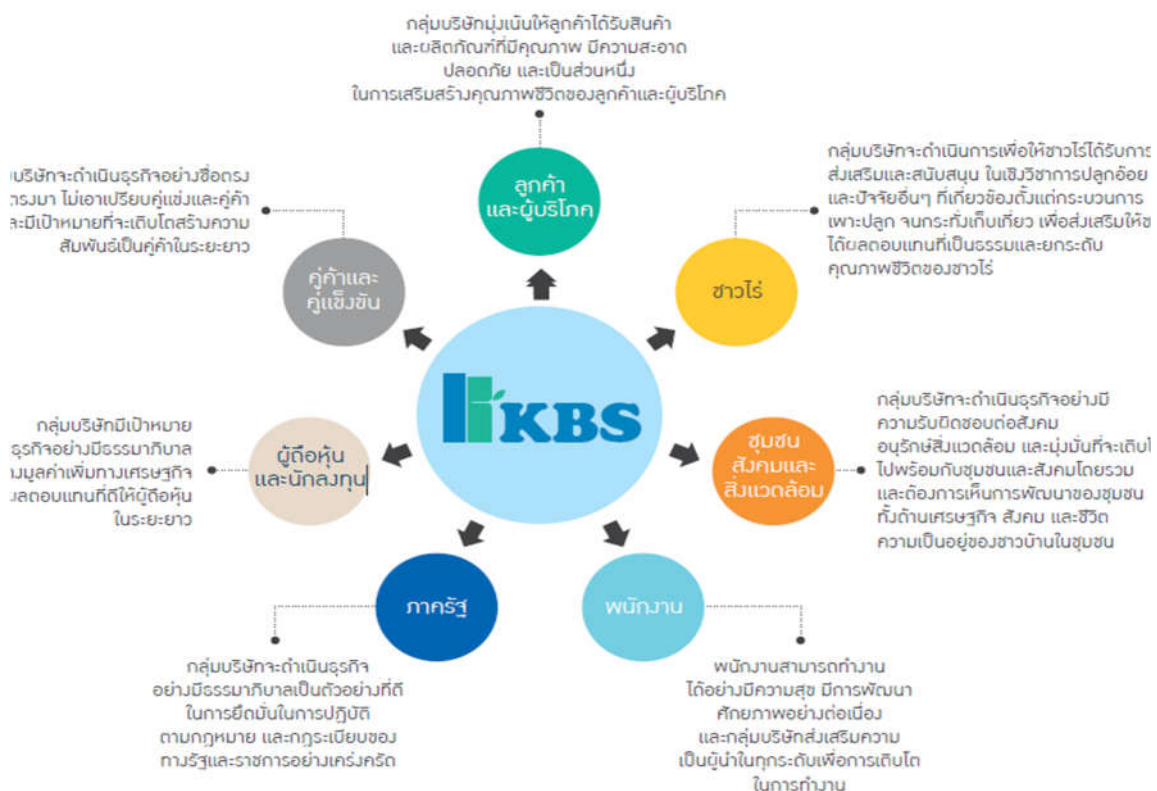 กลุ่มบริษัทมุ่งเน้นให้ลูกค้าได้รับสินค้า
และผลิตภัณฑ์ที่มีคุณภาพ มีความสะอาด
ปลอดภัย และเป็นส่วนหนึ่ง
ในการเสริมสร้างคุณภาพชีวิตของลูกค้าและผู้บริโภค
ลูกค้า
และผู้บริโภค
กลุ่มบริษัทจะดำเนินการเพื่อให้ชาวไร่ได้รับการ
ส่งเสริมและสนับสนุน ในเชิงวิชาการปลูกอ้อย
และปัจจัยอื่นๆ ที่เกี่ยวข้องตั้งแต่กระบวนการ
เพาะปลูก จนกระทั่งเก็บเกี่ยว เพื่อส่งเสริมให้
ได้ผลตอบแทนที่เป็นธรรมและยกระดับ
คุณภาพชีวิตของชาวไร่
ชาวไร่
บริษัทจะดำเนินธุรกิจอย่างซื่อตรง
ตรงมา ไม่เอาเปรียบคู่แข่งและคู่ค้า
และมีเป้าหมายที่จะเติบโตสร้างความ
สัมพันธ์เป็นคู่ค้าในระยะยาว
คู่ค้าและ
คู่แข็งขัน
KBS
กลุ่มบริษัทจะดำเนินธุรกิจอย่างมี
ความรับผิดชอบต่อสังคม
อนุรักษ์สิ่งแวดล้อม และมุ่งมั่นที่จะเติบ
ไปพร้อมกับชุมชนและสังคมโดยรวม
และต้องการเห็นการพัฒนาของชุมชน
ทั้งด้านเศรษฐกิจ สังคม และชีวิต
ความเป็นอยู่ของชาวบ้านในชุมชน
ชุมชน
สังคมและ
สิ่งแวดล้อม
กลุ่มบริษัทมีเป้าหมาย
ธุรกิจอย่างมีธรรมาภิบาล
มูลค่าเพิ่มทางเศรษฐกิจ
ผลตอบแทนที่ดีให้ผู้ถือหุ้น
ในระยะยาว
ผู้ถือหุ้น
และนักลงทุน
ภาครัฐ
กลุ่มบริษัทจะดำเนินธุรกิจ
อย่างมีธรรมาภิบาลเป็นตัวอย่างที่ดี
ในการยึดมั่นในการปฏิบัติ
ตามกฎหมาย และกฎระเบียบของ
ทางรัฐและราชการอย่างเคร่งครัด
พนักงาน
พนักงานสามารถทำงาน
ได้อย่างมีความสุข มีการพัฒนา
ศักยภาพอย่างต่อเนื่อง
และกลุ่มบริษัทส่งเสริมความ
เป็นผู้นำในทุกระดับเพื่อการเติบโต
ในการทำงาน